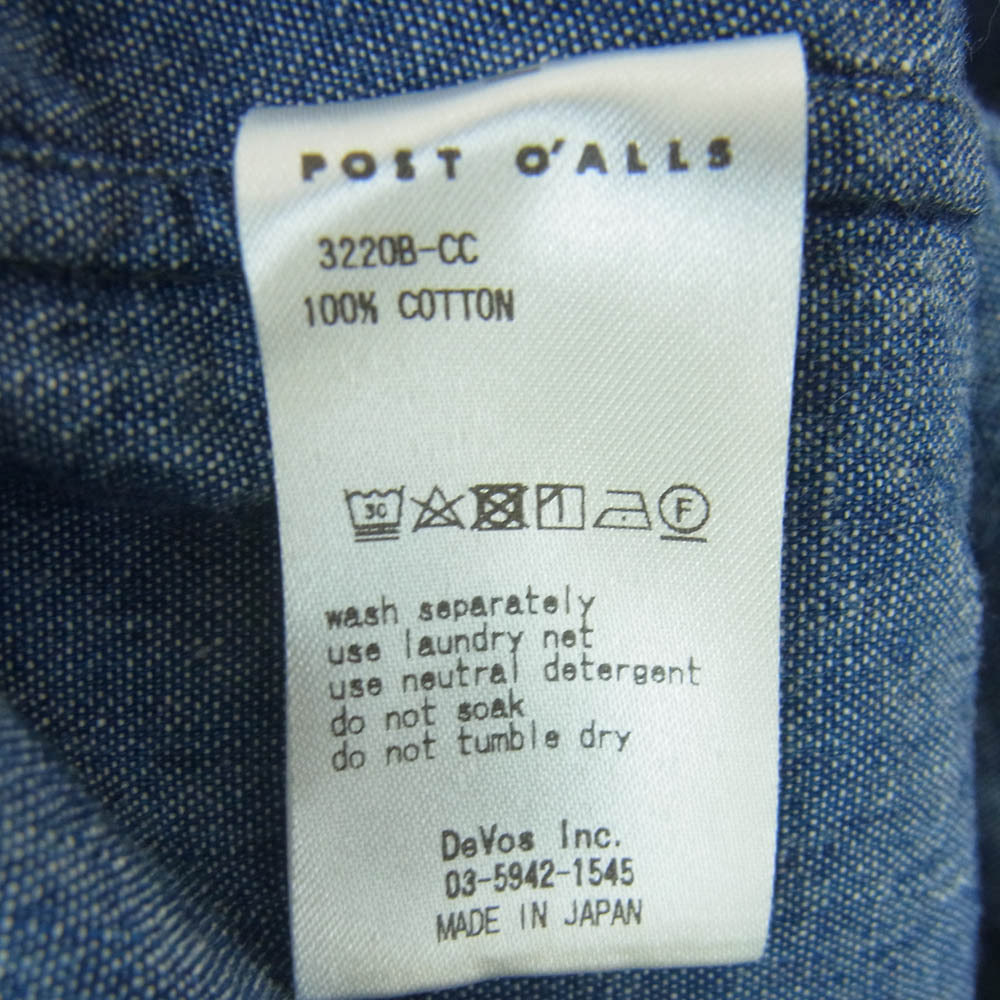 POST O'ALLS
3220B-CC
100% COTTON
30 F
wash separately
use laundry net
use neutral detergent
do not soak
do not tumble dry
DeVos Inc.
03-5942-1545
MADE IN JAPAN